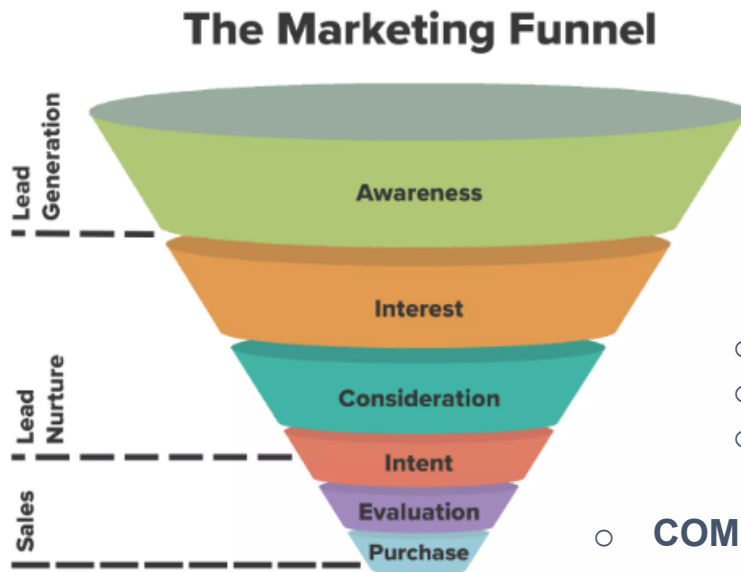 The Marketing Funnel
Lead
Generation
Awareness
Interest
Lead
Nurture
Consideration
Intent
Sales
Evaluation
Purchase
COM